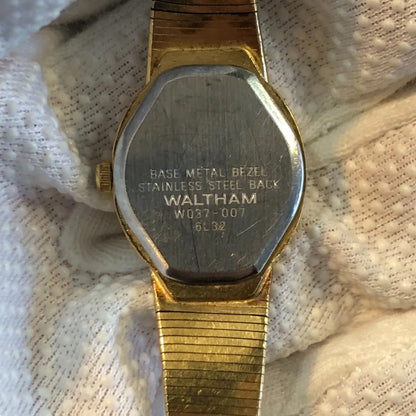 BASE METAL BEZEL
STAINLESS STEEL BACK
WALTHAM
W037-007
6L32